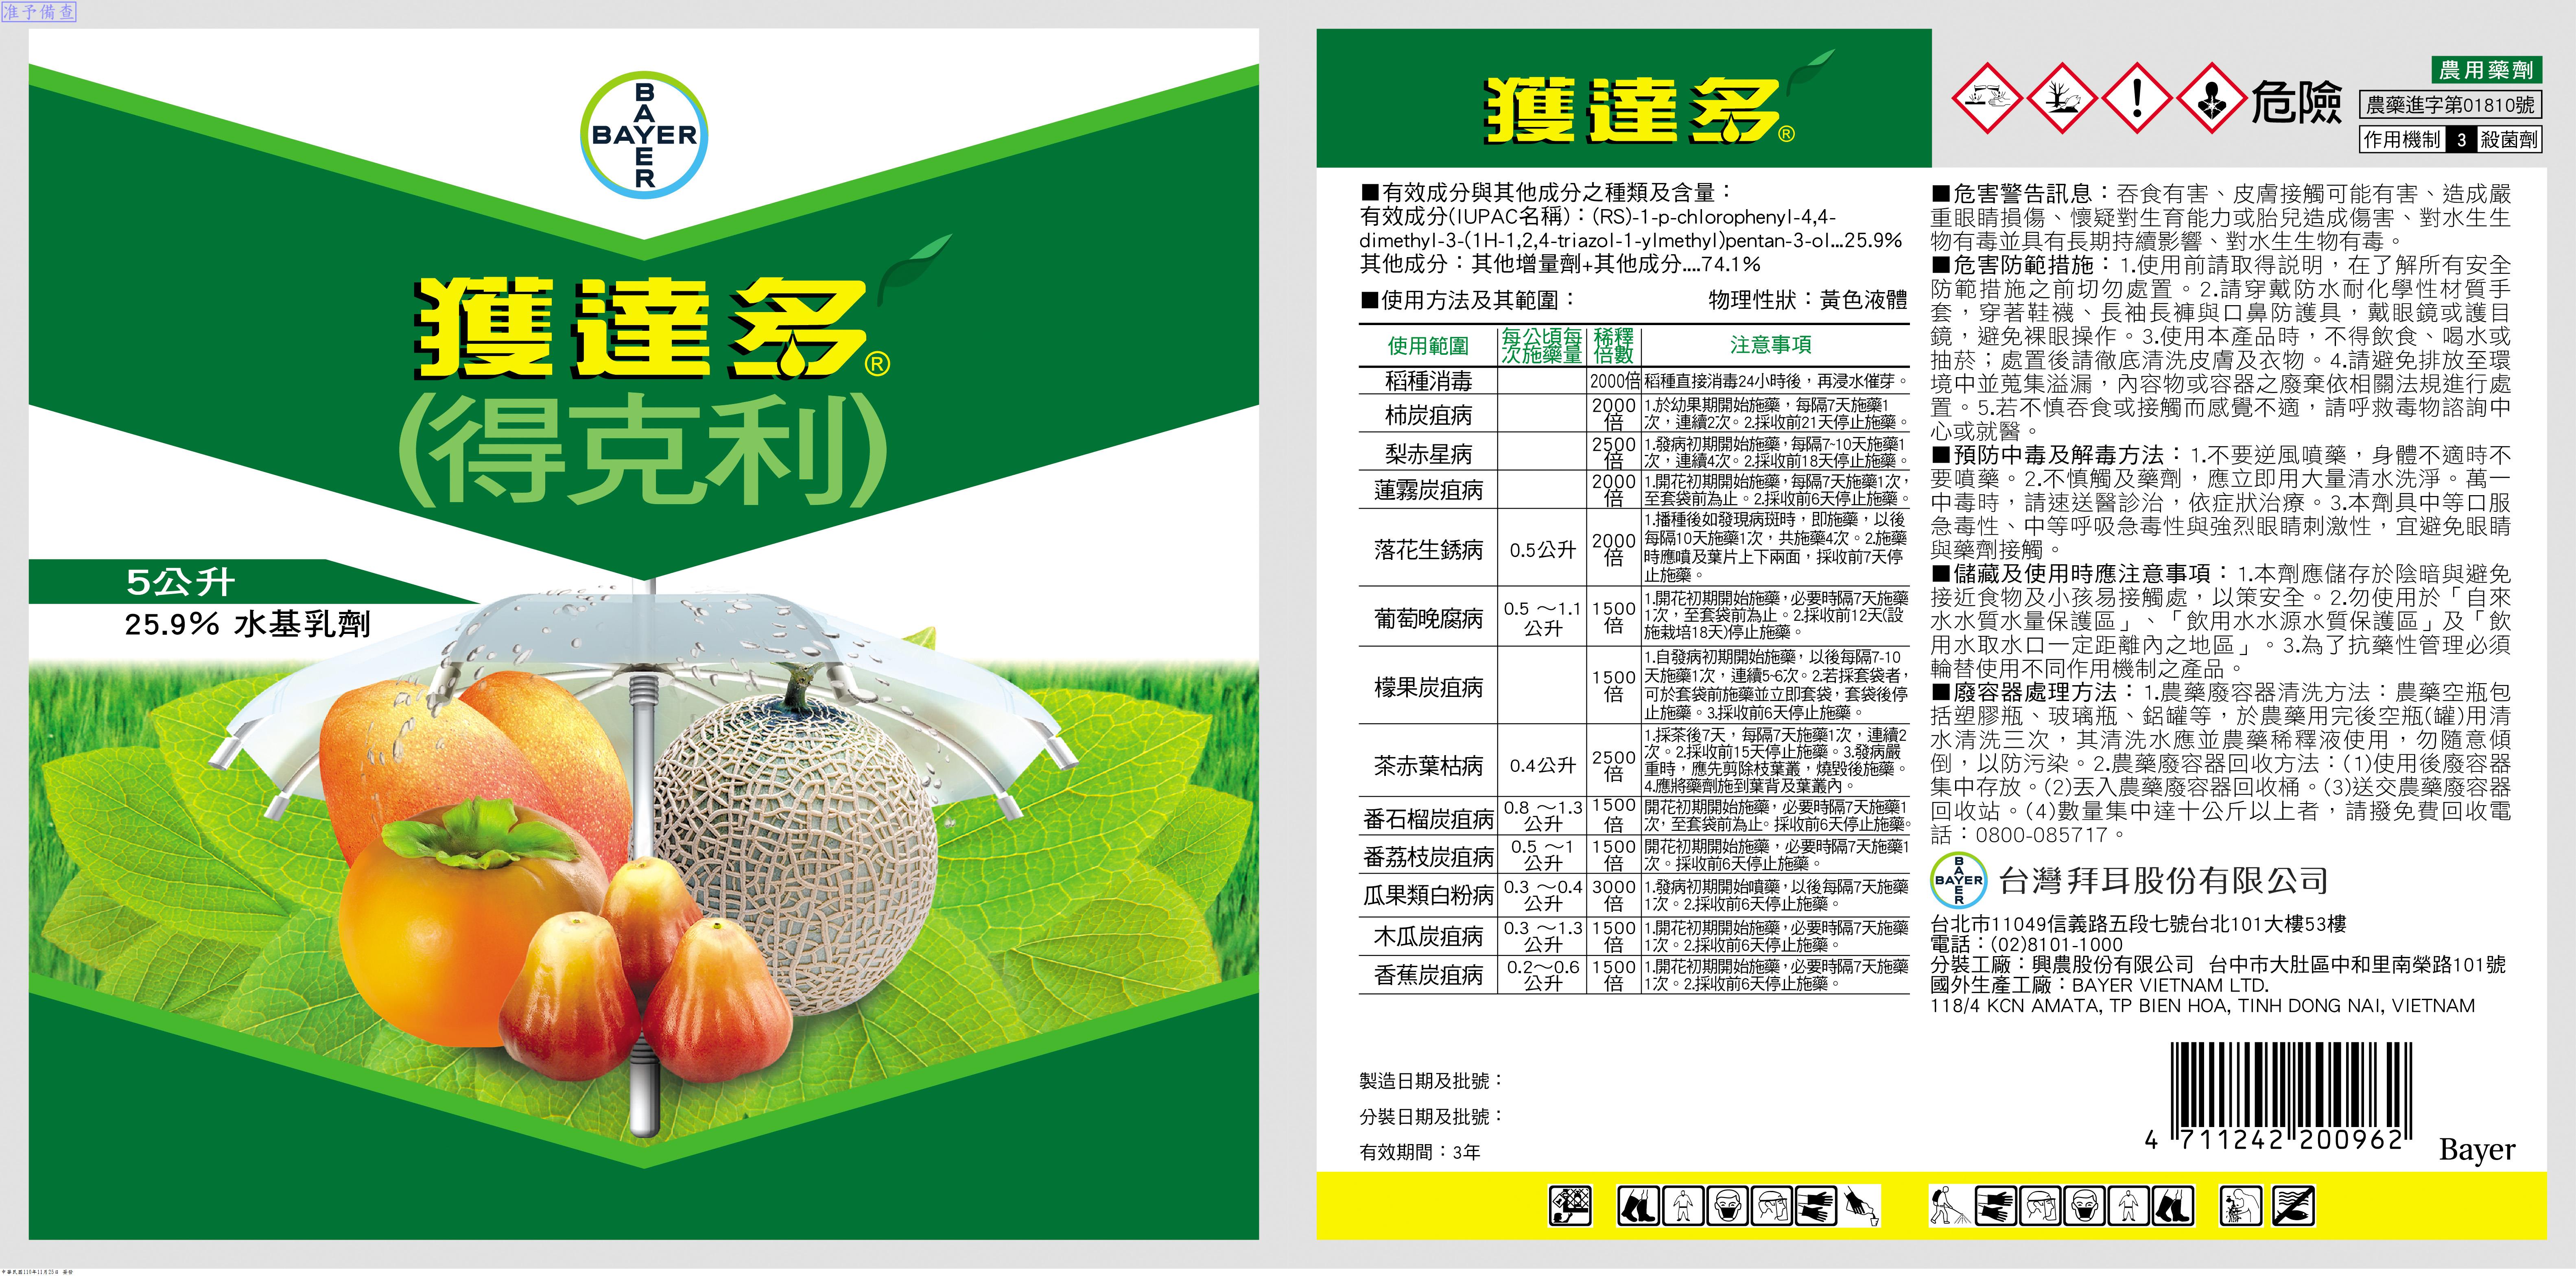 准予備查
BAYER
BAYER
獲達多®
(得克利)
5公升
25.9% 水基乳劑
獲達多®
危險
農用藥劑
農藥進字第01810號
作用機制 3 殺菌劑
■有效成分與其他成分之種類及含量：
有效成分(IUPAC名稱)：(RS)-1-p-chlorophenyl-4,4-
dimethyl-3-(1H-1,2,4-triazol-1-ylmethyl)pentan-3-ol...25.9%
其他成分：其他增量劑+其他成分....74.1%
■使用方法及其範圍： 物理性狀：黃色液體
使用範圍 每公頃每次施藥量 稀釋倍數 注意事項
稻種消毒 2000倍 稻種直接消毒24小時後，再浸水催芽。
柿炭疽病 2000倍 1.於幼果期開始施藥，每隔7天施藥1
次，連續2次。2.採收前21天停止施藥。
梨赤星病 2500倍 1.發病初期開始施藥，每隔7~10天施藥1
次，連續4次。2.採收前18天停止施藥。
蓮霧炭疽病 2000倍 1.開花初期開始施藥，每隔7天施藥1次，
至套袋前為止。2.採收前6天停止施藥。
落花生銹病 0.5公升 2000倍 1.播種後如發現病斑時，即施藥，以後
每隔10天施藥1次，共施藥4次。2.施藥
時應噴及葉片上下兩面，採收前7天停
止施藥。
葡萄晚腐病 0.5 ～1.1公升 1500倍 1.開花初期開始施藥，必要時隔7天施藥
1次，至套袋前為止。2.採收前12天(設
施栽培18天)停止施藥。
檬果炭疽病 1500倍 1.自發病初期開始施藥，以後每隔7-10
天施藥1次，連續5-6次。2.若採套袋者，
可於套袋前施藥並立即套袋，套袋後停
止施藥。3.採收前6天停止施藥。
茶赤葉枯病 0.4公升 2500倍 1.採茶後7天，每隔7天施藥1次，連續2
次。2.採收前15天停止施藥。3.發病嚴
重時，應先剪除枝葉叢，燒毀後施藥。
4.應將藥劑施到葉背及葉叢內。
番石榴炭疽病 0.8 ～1.3公升 1500倍 開花初期開始施藥，必要時隔7天施藥1
次，至套袋前為止。採收前6天停止施藥。
番荔枝炭疽病 0.5 ～1公升 1500倍 開花初期開始施藥，必要時隔7天施藥1
次。採收前6天停止施藥。
瓜果類白粉病 0.3 ～0.4公升 3000倍 1.發病初期開始噴藥，以後每隔7天施藥
1次。2.採收前6天停止施藥。
木瓜炭疽病 0.3 ～1.3公升 1500倍 1.開花初期開始施藥，必要時隔7天施藥
1次。2.採收前6天停止施藥。
香蕉炭疽病 0.2～0.6公升 1500倍 1.開花初期開始施藥，必要時隔7天施藥
1次。2.採收前6天停止施藥。
製造日期及批號：
分裝日期及批號：
有效期間：3年
■危害警告訊息：吞食有害、皮膚接觸可能有害、造成嚴
重眼睛損傷、懷疑對生育能力或胎兒造成傷害、對水生生
物有毒並具有長期持續影響、對水生生物有毒。
■危害防範措施：1.使用前請取得説明，在了解所有安全
防範措施之前切勿處置。2.請穿戴防水耐化學性材質手
套，穿著鞋襪、長袖長褲與口鼻防護具，戴眼鏡或護目
鏡，避免裸眼操作。3.使用本產品時，不得飲食、喝水或
抽菸；處置後請徹底清洗皮膚及衣物。4.請避免排放至環
境中並蒐集溢漏，內容物或容器之廢棄依相關法規進行處
置。5.若不慎吞食或接觸而感覺不適，請呼救毒物諮詢中
心或就醫。
■預防中毒及解毒方法：1.不要逆風噴藥，身體不適時不
要噴藥。2.不慎觸及藥劑，應立即用大量清水洗淨。萬一
中毒時，請速送醫診治，依症狀治療。3.本劑具中等口服
急毒性、中等呼吸急毒性與強烈眼睛刺激性，宜避免眼睛
與藥劑接觸。
■儲藏及使用時應注意事項：1.本劑應儲存於陰暗與避免
接近食物及小孩易接觸處，以策安全。2.勿使用於「自來
水水質水量保護區」、「飲用水水源水質保護區」及「飲
用水取水口一定距離內之地區」。3.為了抗藥性管理必須
輪替使用不同作用機制之產品。
■廢容器處理方法：1.農藥廢容器清洗方法：農藥空瓶包
括塑膠瓶、玻璃瓶、鋁罐等，於農藥用完後空瓶(罐)用清
水清洗三次，其清洗水應並農藥稀釋液使用，勿隨意傾
倒，以防污染。2.農藥廢容器回收方法：(1)使用後廢容器
集中存放。(2)丟入農藥廢容器回收桶。(3)送交農藥廢容器
回收站。(4)數量集中達十公斤以上者，請撥免費回收電
話：0800-085717。
BAYER
BAYER
台灣拜耳股份有限公司
台北市11049信義路五段七號台北101大樓53樓
電話：(02)8101-1000
分裝工廠：興農股份有限公司 台中市大肚區中和里南榮路101號
國外生產工廠：BAYER VIETNAM LTD.
118/4 KCN AMATA, TP BIEN HOA, TINH DONG NAI, VIETNAM
4 711242 200962
Bayer